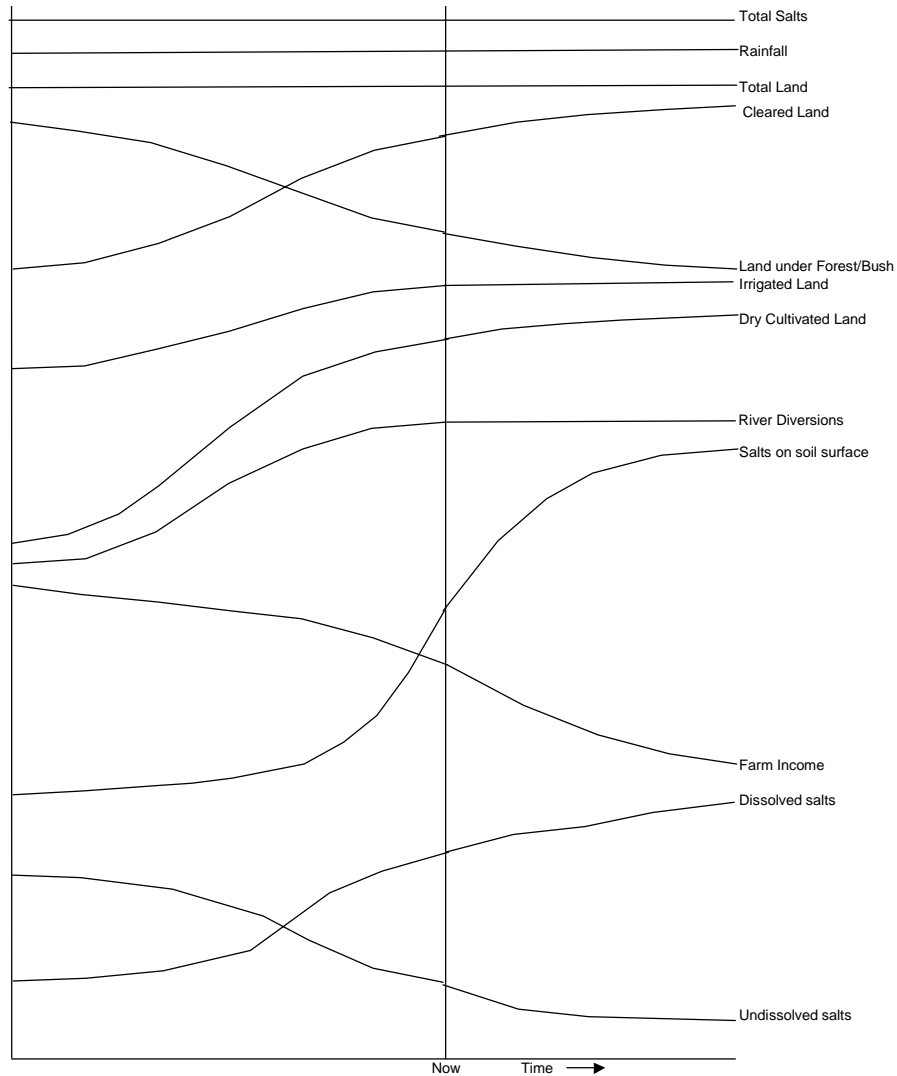 Total Salts
Rainfall
Total Land
Cleared Land
Land under Forest/Bush
Irrigated Land
Dry Cultivated Land
River Diversions
Salts on soil surface
Farm Income
Dissolved salts
Undissolved salts
Now Time